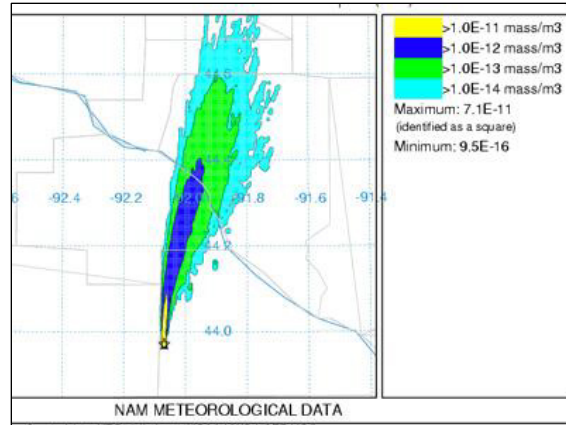 >1.0E-11 mass/m3
>1.0E-12 mass/m3
>1.0E-13 mass/m3
>1.0E-14 mass/m3
Maximum: 7.1E-11
(identified as a square)
Minimum: 9.5E-16
-92.4 -92.2 -91.8 -91.6 -91.4
44.2
44.0
NAM METEOROLOGICAL DATA